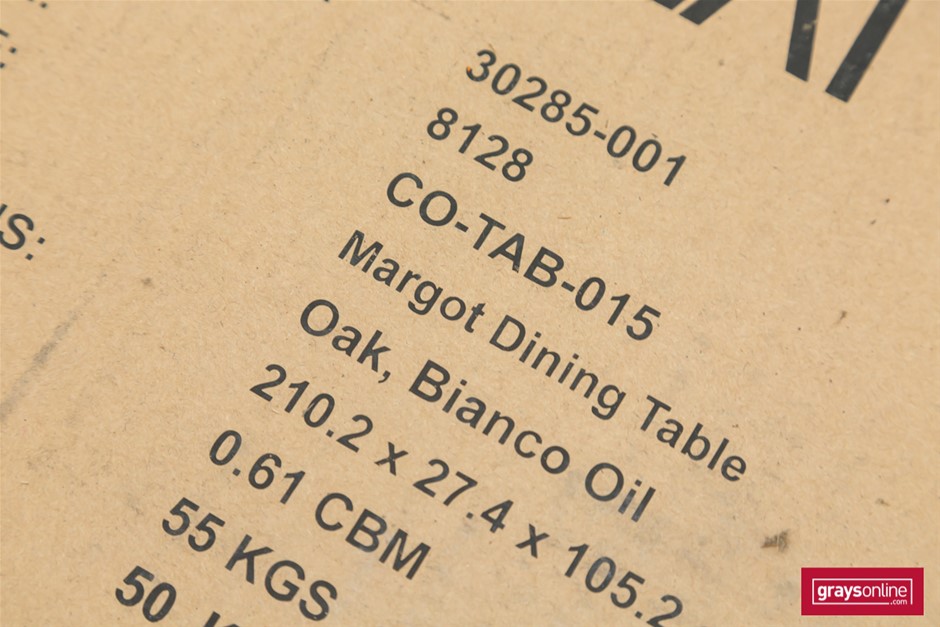 30285-001
8128
CO-TAB-015
Margot Dining Table
Oak, Bianco Oil
210.2 x 27.4 x 105.2
0.61 CBM
55 KGS
50
S:
graysonline
.com